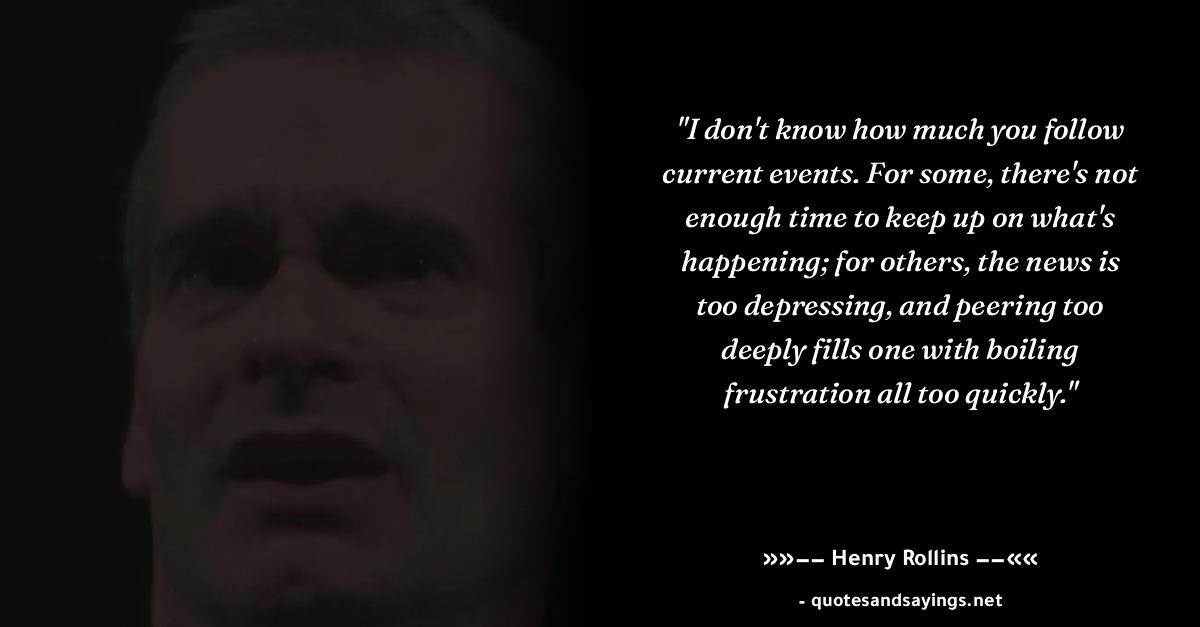 "I don't know how much you follow
current events. For some, there's not
enough time to keep up on what's
happening; for others, the news is
too depressing, and peering too
deeply fills one with boiling
frustration all too quickly."
»»–– Henry Rollins ––««
- quotesandsayings.net